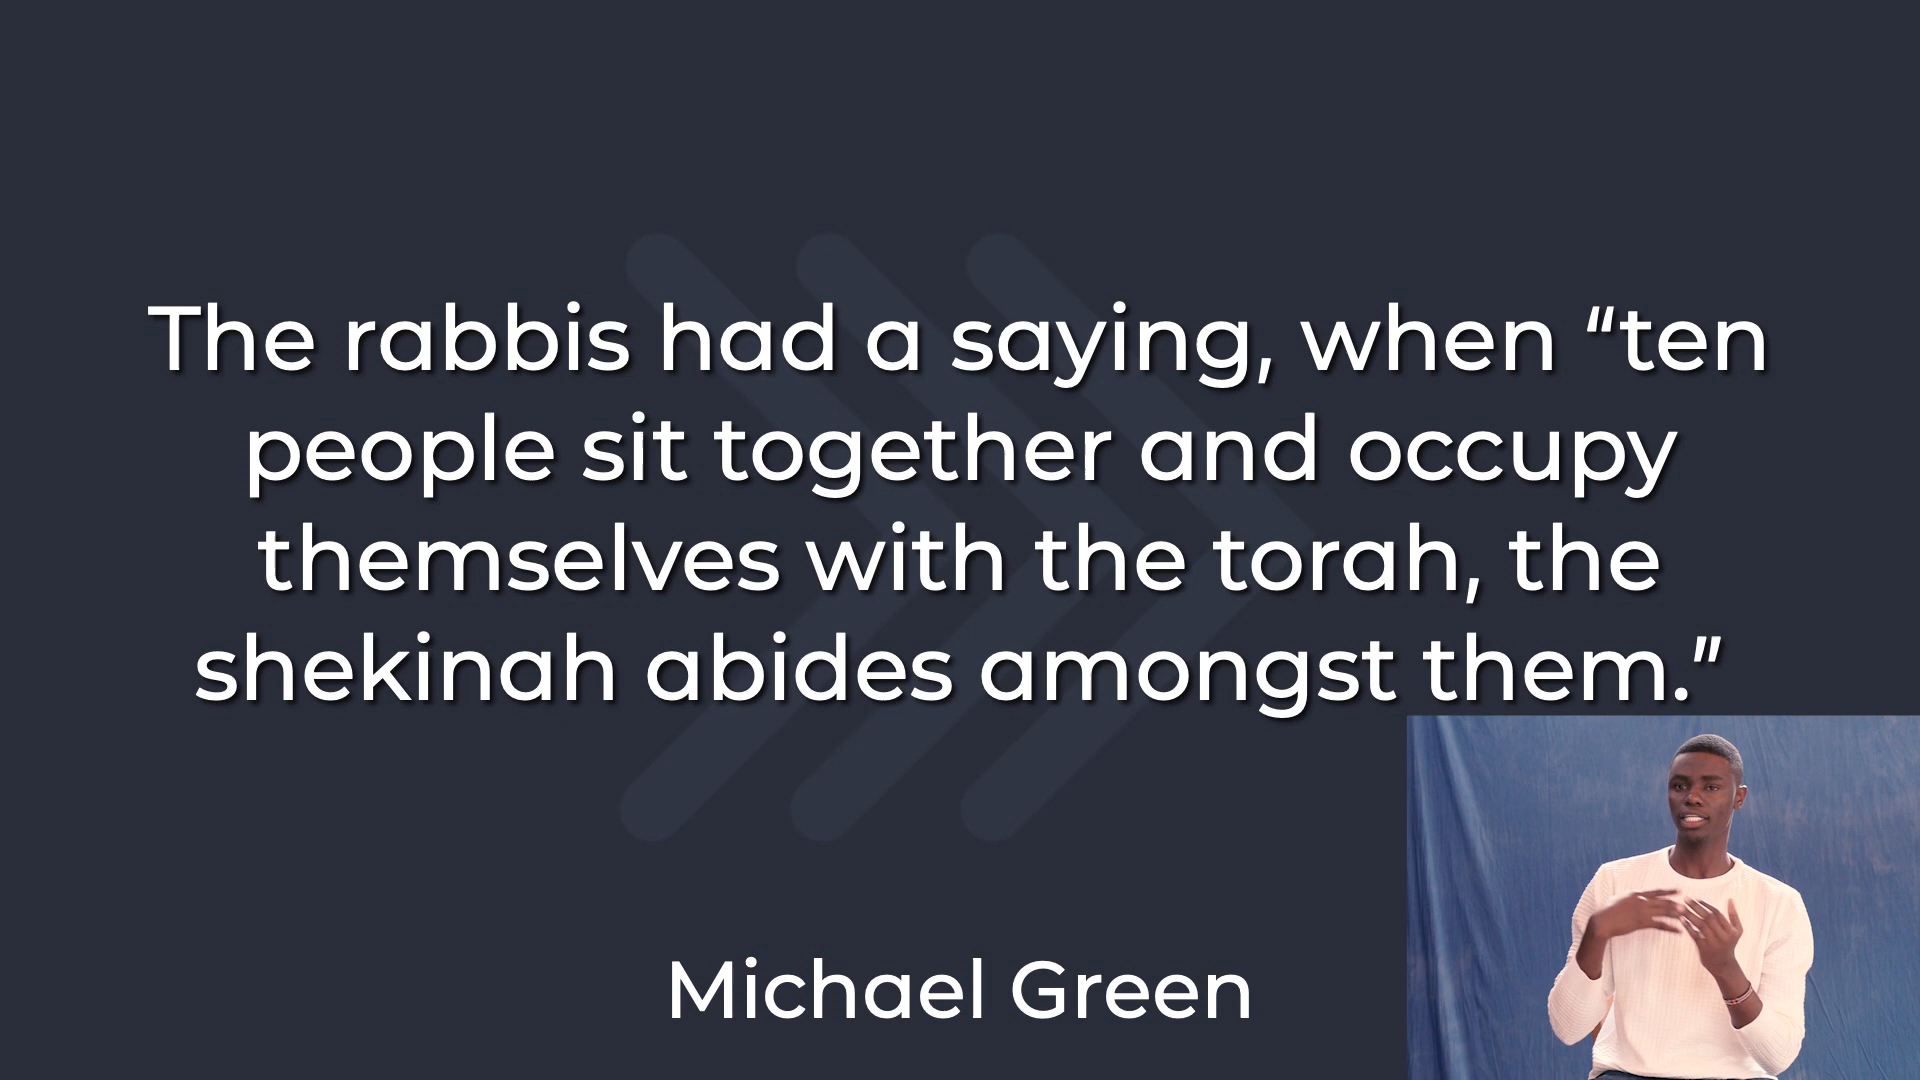 The rabbis had a saying, when “ten
people sit together and occupy
themselves with the torah, the
shekinah abides amongst them.”
Michael Green